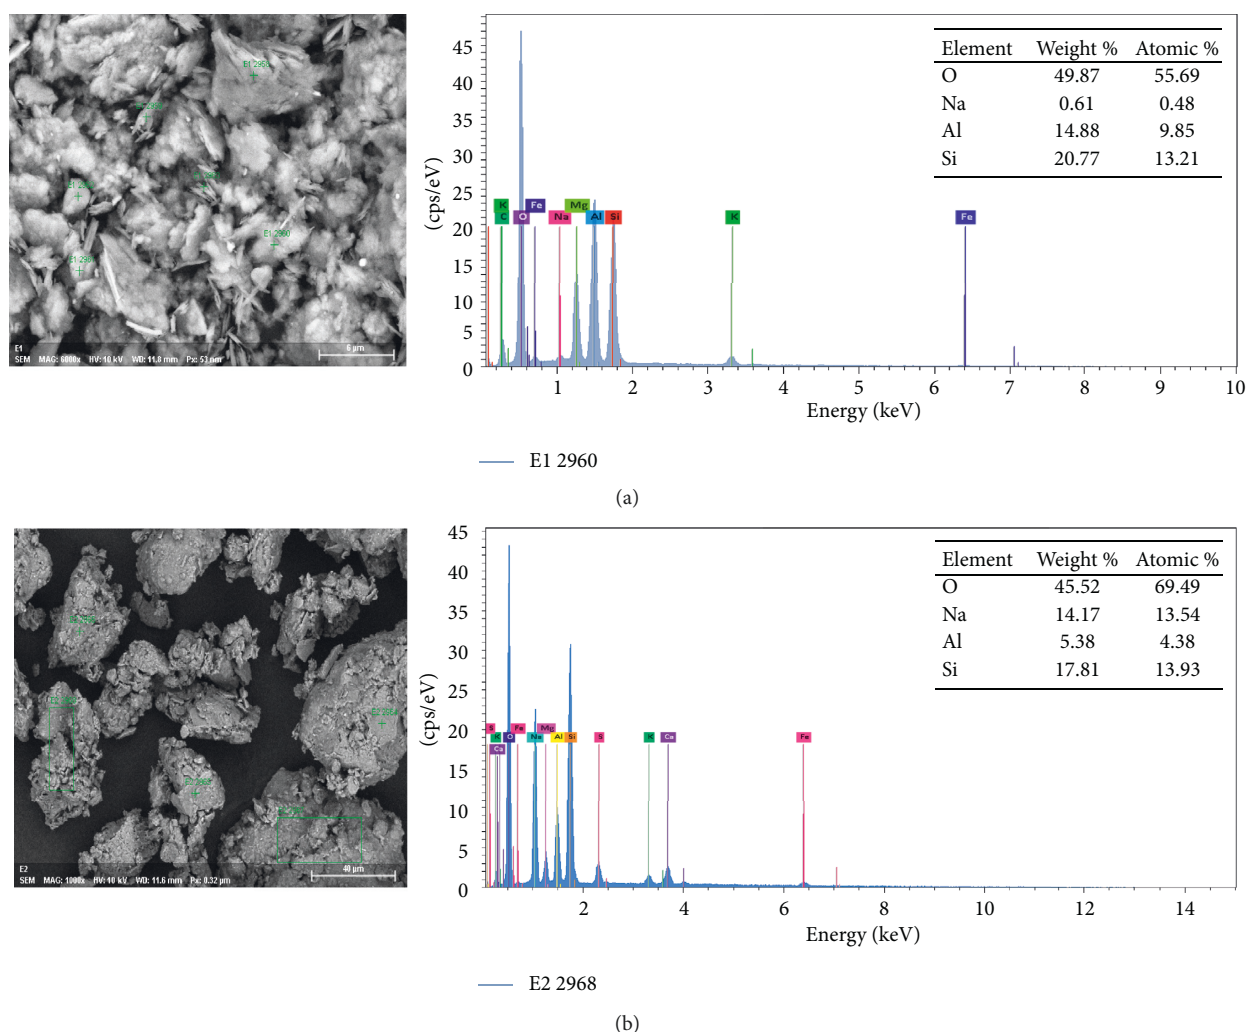 E1 2950
E1 2960
E1
SEM MAG: 6000x HV: 10 kV WD: 11.8 mm Px: 53 nm
6 µm
(cps/eV)
45
40
35
30
25
20
15
10
5
0
K
C
O
Fe
Na
Mg
Al
Si
K
Fe
1 2 3 4 5 6 7 8 9 10
Energy (keV)
Element Weight % Atomic %
O 49.87 55.69
Na 0.61 0.48
Al 14.88 9.85
Si 20.77 13.21
E1 2960
(a)
E2
SEM MAG: 1000x HV: 10 kV WD: 11.6 mm Px: 0.32 µm
40 µm
(cps/eV)
45
40
35
30
25
20
15
10
5
0
S
K
Ca
O
Fe
Na
Mg
Al
Si
S
K
Ca
Fe
2 4 6 8 10 12 14
Energy (keV)
Element Weight % Atomic %
O 45.52 69.49
Na 14.17 13.54
Al 5.38 4.38
Si 17.81 13.93
E2 2968
(b)